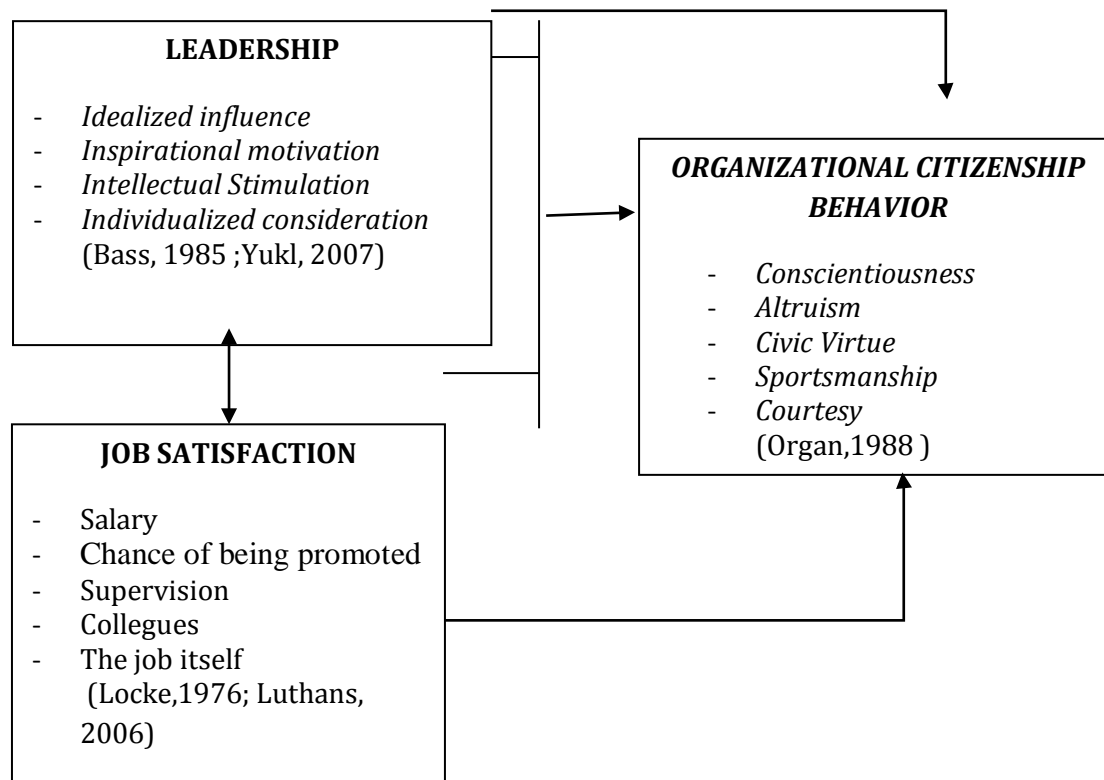 LEADERSHIP
- Idealized influence
- Inspirational motivation
- Intellectual Stimulation
- Individualized consideration
(Bass, 1985 ;Yukl, 2007)
ORGANIZATIONAL CITIZENSHIP
BEHAVIOR
- Conscientiousness
- Altruism
- Civic Virtue
- Sportsmanship
- Courtesy
(Organ,1988 )
JOB SATISFACTION
- Salary
- Chance of being promoted
- Supervision
- Collegues
- The job itself
(Locke,1976; Luthans,
2006)